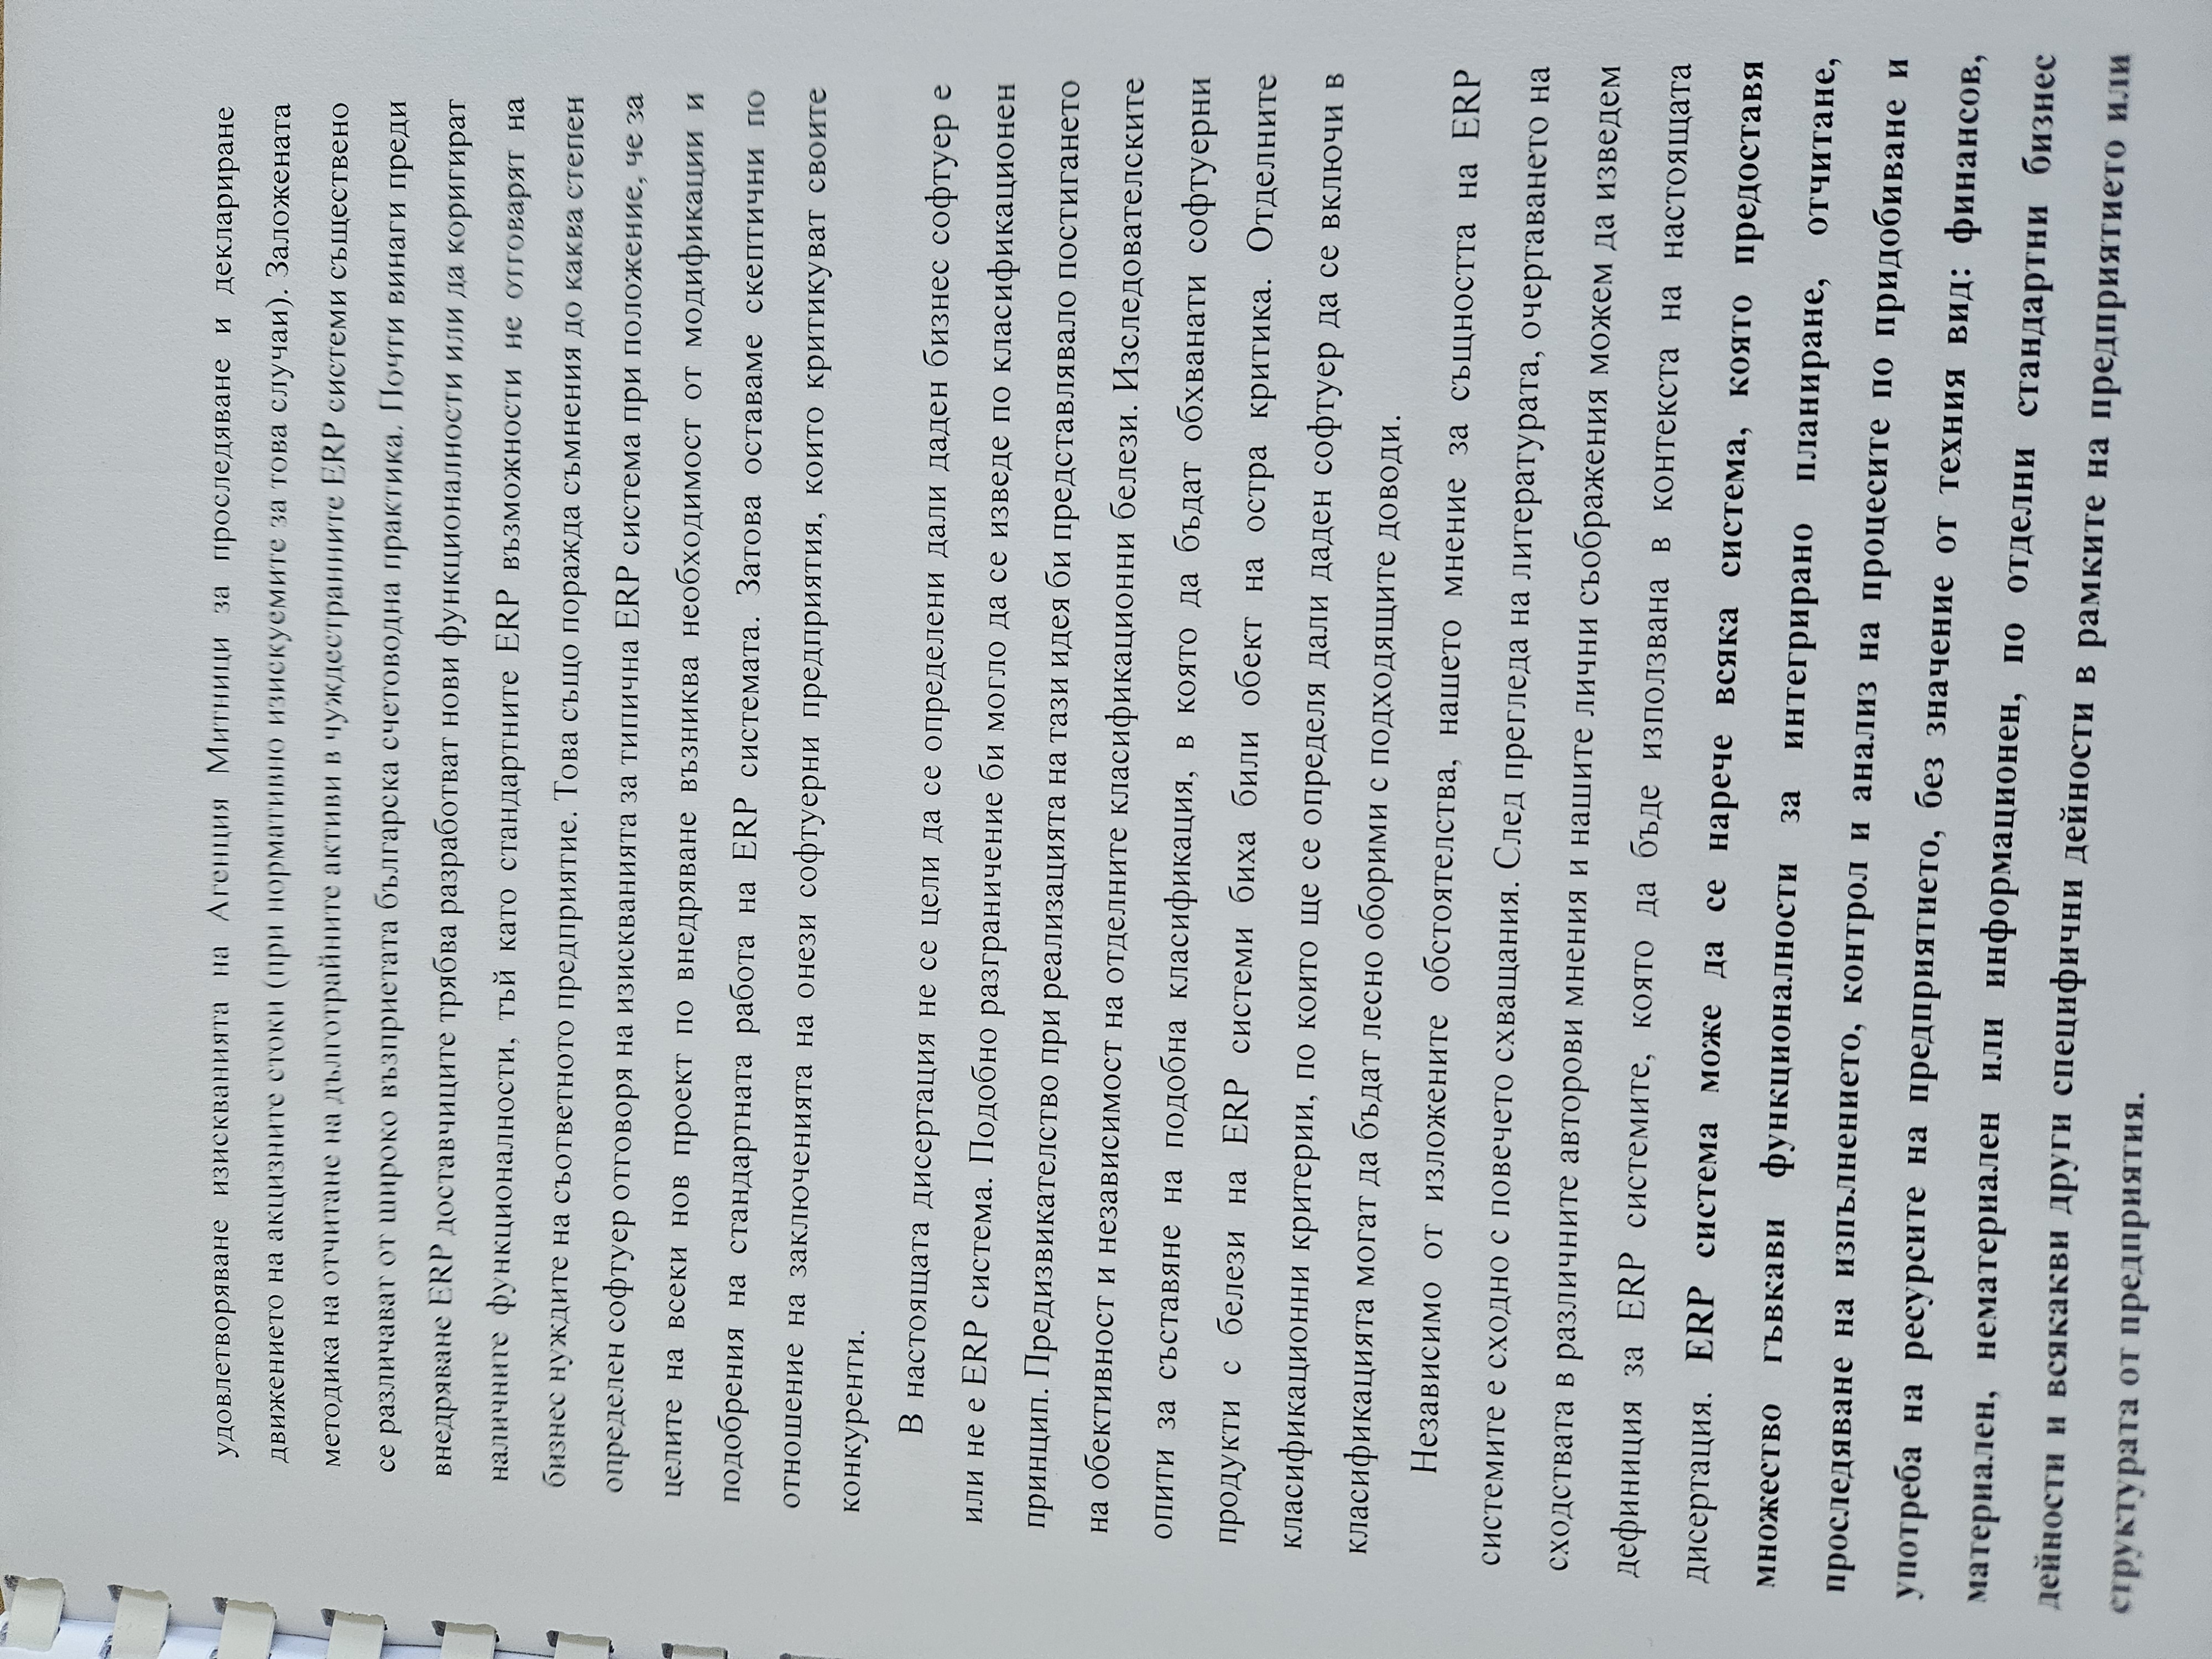 удовлетворяване изискванията на Агенция Митници за проследяване и деклариране
движението на акцизните стоки (при нормативно изискуемите за това случаи). Заложената
методика на отчитане на дълготрайните активи в чуждестранните ERP системи съществено
се различават от широко възприетата българска счетоводна практика. Почти винаги преди
внедряване ERP доставчиците трябва разработват нови функционалности или да коригират
наличните функционалности, тъй като стандартните ERP възможности не отговарят на
бизнес нуждите на съответното предприятие. Това също поражда съмнения до каква степен
определен софтуер отговоря на изискванията за типична ERP система при положение, че за
целите на всеки нов проект по внедряване възниква необходимост от модификации и
подобрения на стандартната работа на ERP системата. Затова оставаме скептични по
отношение на заключенията на онези софтуерни предприятия, които критикуват своите
конкуренти.
В настоящата дисертация не се цели да се определени дали даден бизнес софтуер е
или не е ERP система. Подобно разграничение би могло да се изведе по класификационен
принцип. Предизвикателство при реализацията на тази идея би представлявало постигането
на обективност и независимост на отделните класификационни белези. Изследователските
опити за съставяне на подобна класификация, в която да бъдат обхванати софтуерни
продукти с белези на ERP системи биха били обект на остра критика. Отделните
класификационни критерии, по които ще се определя дали даден софтуер да се включи в
класификацията могат да бъдат лесно оборими с подходящите доводи.
Независимо от изложените обстоятелства, нашето мнение за същността на ERP
системите е сходно с повечето схващания. След прегледа на литературата, очертаването на
сходствата в различните авторови мнения и нашите лични съображения можем да изведем
дефиниция за ERP системите, която да бъде използвана в контекста на настоящата
дисертация. ERP система може да се нарече всяка система, която предоставя
множество гъвкави функционалности за интегрирано планиране, отчитане,
проследяване на изпълнението, контрол и анализ на процесите по придобиване и
употреба на ресурсите на предприятието, без значение от техния вид: финансов,
материален, нематериален или информационен, по отделни стандартни бизнес
дейности и всякакви други специфични дейности в рамките на предприятието или
структурата от предприятия.